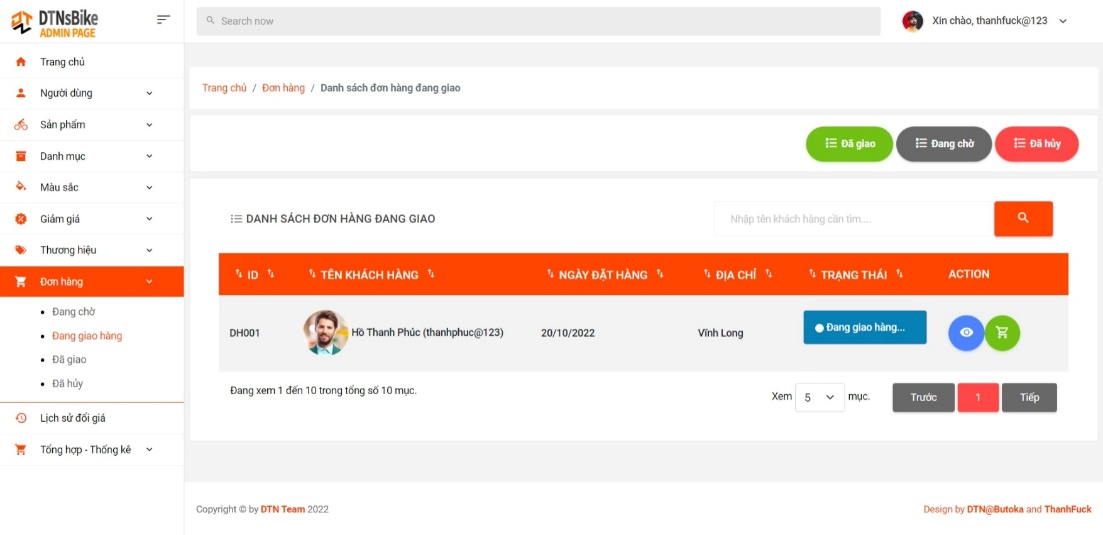 DTNsBike
ADMIN PAGE
Search now
Xin chào, thanhfuck@123
Trang chủ
Người dùng
Sản phẩm
Danh mục
Màu sắc
Giảm giá
Thương hiệu
Đơn hàng
Đang chờ
Đang giao hàng
Đã giao
Đã hủy
Lịch sử đổi giá
Tổng hợp - Thống kê
Trang chủ / Đơn hàng / Danh sách đơn hàng đang giao
Đã giao
Đang chờ
Đã hủy
DANH SÁCH ĐƠN HÀNG ĐANG GIAO
Nhập tên khách hàng cần tìm....
ID TÊN KHÁCH HÀNG NGÀY ĐẶT HÀNG ĐỊA CHỈ TRẠNG THÁI ACTION
DH001 Hồ Thanh Phúc (thanhphuc@123) 20/10/2022 Vĩnh Long Đang giao hàng...
Đang xem 1 đến 10 trong tổng số 10 mục.
Xem 5 mục.
Trước 1 Tiếp
Copyright © by DTN Team 2022
Design by DTN@Butoka and ThanhFuck